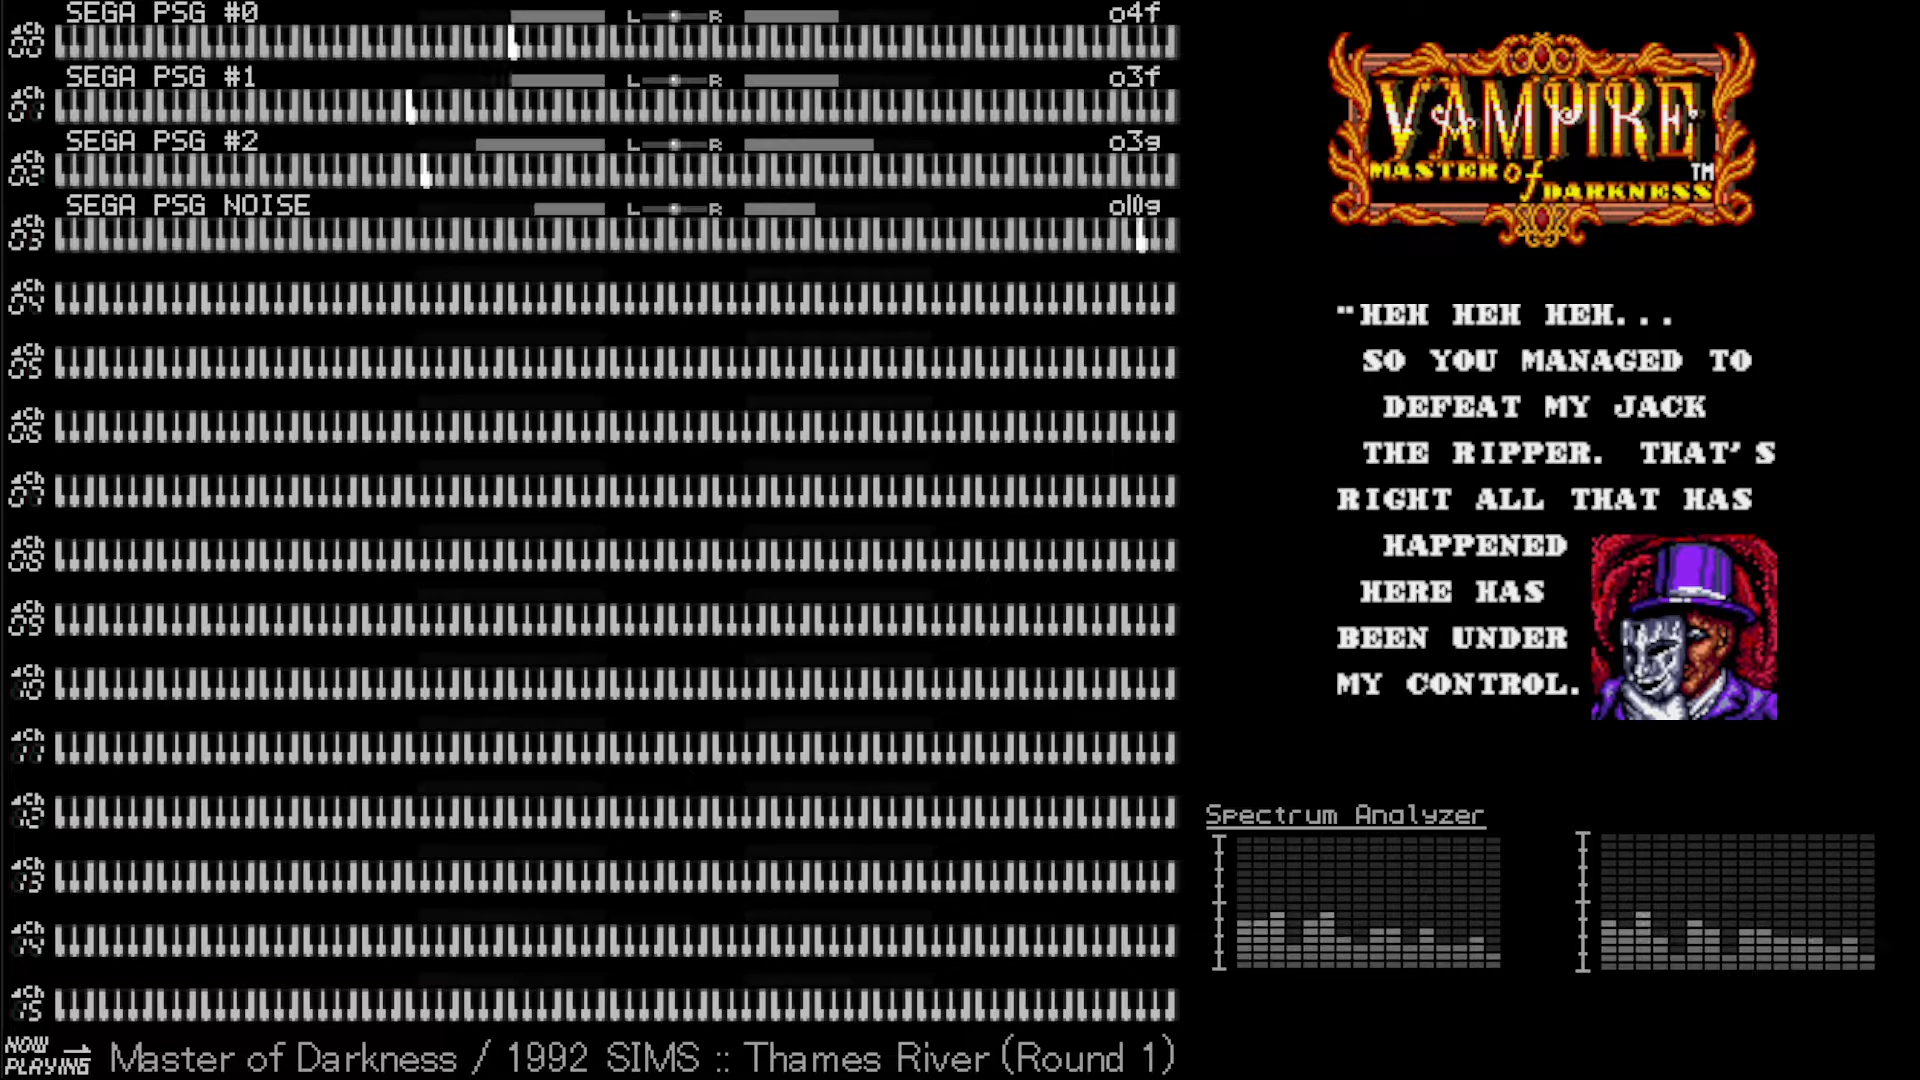 SEGA PSG #0 L R o4f
SEGA PSG #1 L R o3f
SEGA PSG #2 L R o3g
SEGA PSG NOISE L R o10g
VAMPIRE
MASTER of DARKNESS TM
"HEH HEH HEH...
SO YOU MANAGED TO
DEFEAT MY JACK
THE RIPPER. THAT'S
RIGHT ALL THAT HAS
HAPPENED
HERE HAS
BEEN UNDER
MY CONTROL.
Spectrum Analyzer
NOW PLAYING Master of Darkness / 1992 SIMS :: Thames River (Round 1)